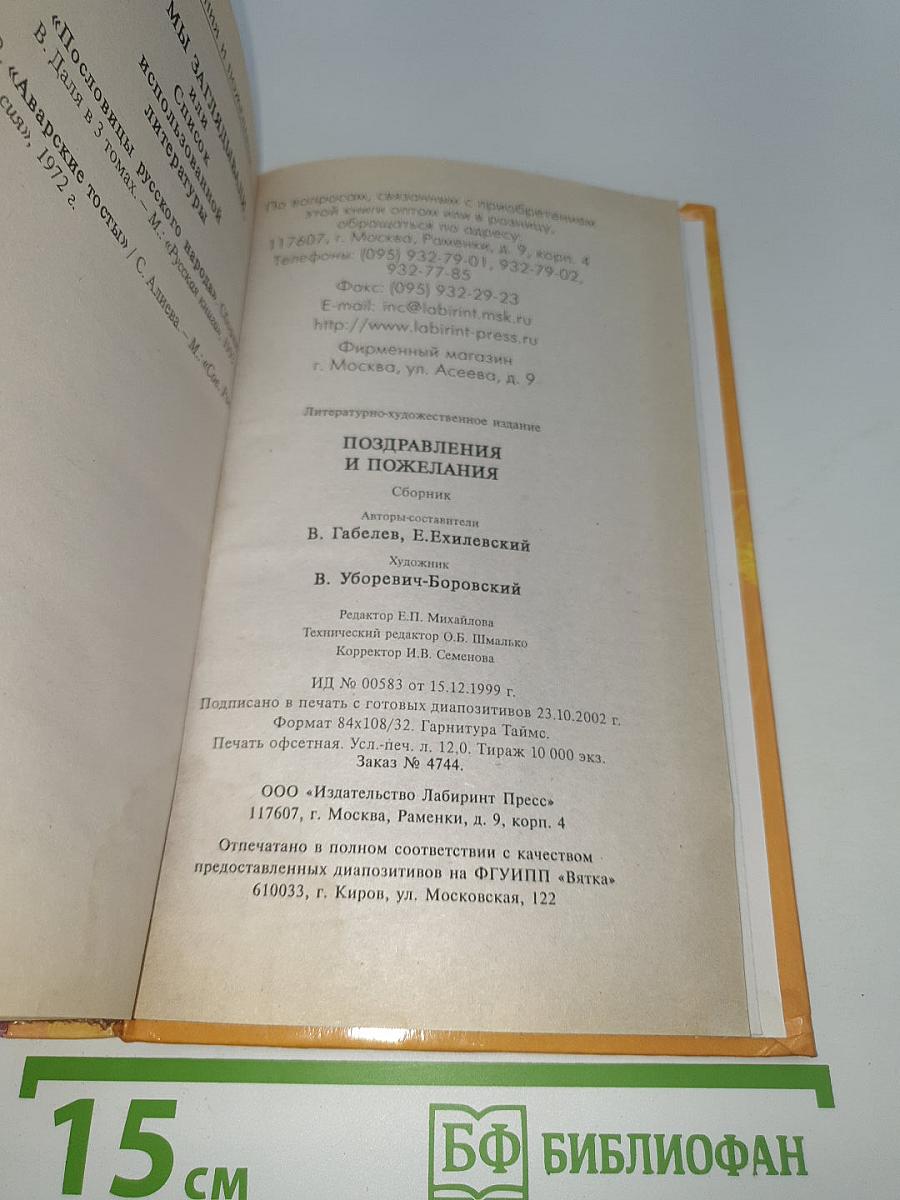 МЫ ЗАГЛЯДЫВАЛИ,
или
Список
использованной
литературы
«Пословицы русского народа»
В. Даля в 3 томах. – М.: «Русская книга»,
«Аварские тосты» / С. Алиева. – М.: «Сов.
1972 г.
По вопросам, связанным с приобретением
этой книги оптом или в розницу,
обращаться по адресу:
117607, г. Москва, Раменки, д. 9, корп. 4
Телефоны: (095) 932-79-01, 932-79-02,
932-77-85
Факс: (095) 932-29-23
E-mail: inc@labirint.msk.ru
http://www.labirint-press.ru
Фирменный магазин
г. Москва, ул. Асеева, д. 9
Литературно-художественное издание
ПОЗДРАВЛЕНИЯ
И ПОЖЕЛАНИЯ
Сборник
Авторы-составители
В. Габелев, Е.Ехилевский
Художник
В. Уборевич-Боровский
Редактор Е.П. Михайлова
Технический редактор О.Б. Шмалько
Корректор И.В. Семенова
ИД № 00583 от 15.12.1999 г.
Подписано в печать с готовых диапозитивов 23.10.2002 г.
Формат 84х108/32. Гарнитура Таймс.
Печать офсетная. Усл.-печ. л. 12,0. Тираж 10 000 экз.
Заказ № 4744.
ООО «Издательство Лабиринт Пресс»
117607, г. Москва, Раменки, д. 9, корп. 4
Отпечатано в полном соответствии с качеством
предоставленных диапозитивов на ФГУИПП «Вятка»
610033, г. Киров, ул. Московская, 122
15 см
БФ БИБЛИОФАН